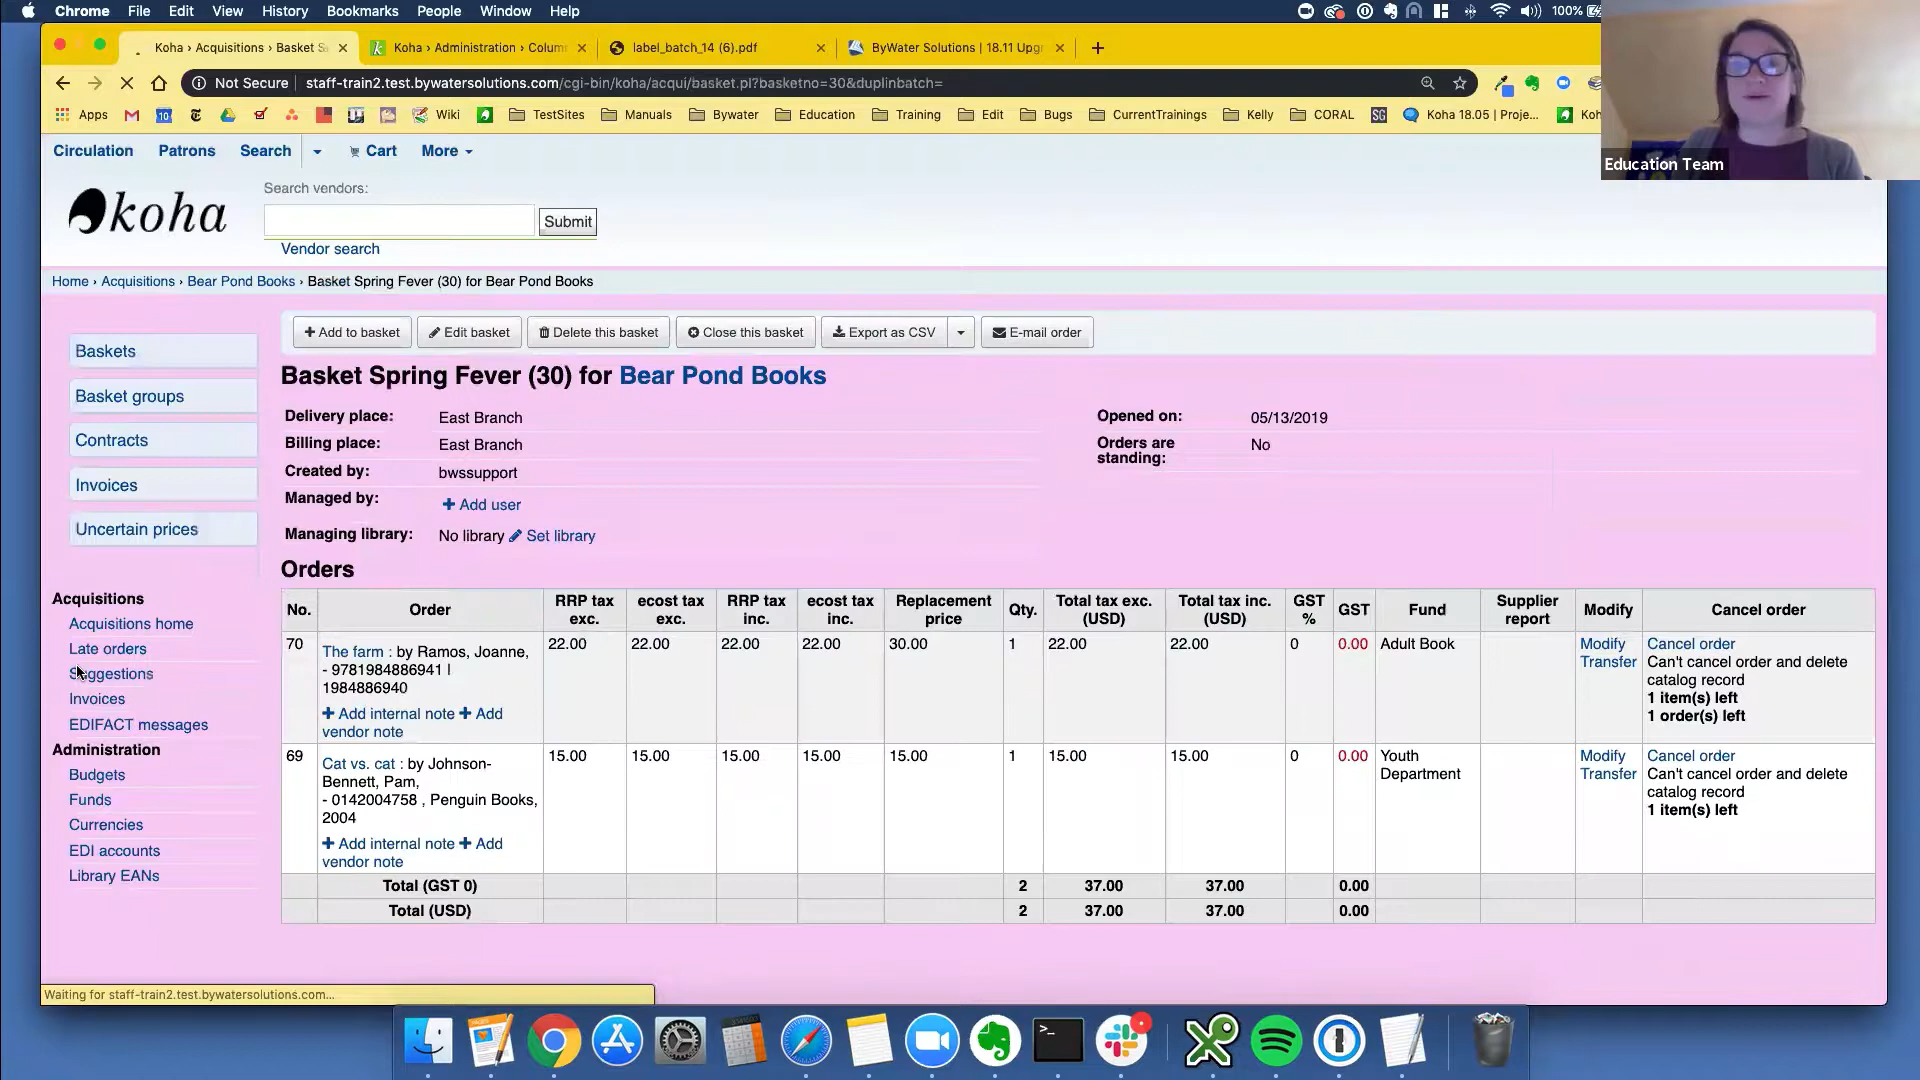 Chrome File Edit View History Bookmarks People Window Help 100%
Koha › Acquisitions › Basket S
Koha › Administration › Colum
label_batch_14 (6).pdf
ByWater Solutions | 18.11 Upg
Not Secure staff-train2.test.bywatersolutions.com/cgi-bin/koha/acqui/basket.pl?basketno=30&duplinbatch=
Apps Wiki TestSites Manuals Bywater Education Training Edit Bugs CurrentTrainings Kelly CORAL SG Koha 18.05 | Proje... Koh
Education Team
Circulation Patrons Search Cart More
koha
Search vendors:
Submit
Vendor search
Home › Acquisitions › Bear Pond Books › Basket Spring Fever (30) for Bear Pond Books
Baskets
Basket groups
Contracts
Invoices
Uncertain prices
Acquisitions
Acquisitions home
Late orders
Suggestions
Invoices
EDIFACT messages
Administration
Budgets
Funds
Currencies
EDI accounts
Library EANs
+ Add to basket Edit basket Delete this basket Close this basket Export as CSV E-mail order
Basket Spring Fever (30) for Bear Pond Books
Delivery place: East Branch
Billing place: East Branch
Created by: bwssupport
Managed by: + Add user
Managing library: No library Set library
Opened on: 05/13/2019
Orders are standing: No
Orders
No. Order RRP tax exc. ecost tax exc. RRP tax inc. ecost tax inc. Replacement price Qty. Total tax exc. (USD) Total tax inc. (USD) GST % GST Fund Supplier report Modify Cancel order
70 The farm : by Ramos, Joanne, 22.00 22.00 22.00 22.00 30.00 1 22.00 22.00 0 0.00 Adult Book Modify Cancel order
- 9781984886941 | Transfer Can't cancel order and delete
1984886940 catalog record
1 item(s) left
+ Add internal note + Add 1 order(s) left
vendor note
69 Cat vs. cat : by Johnson- 15.00 15.00 15.00 15.00 15.00 1 15.00 15.00 0 0.00 Youth Modify Cancel order
Bennett, Pam, Department Transfer Can't cancel order and delete
- 0142004758 , Penguin Books, catalog record
2004 1 item(s) left
+ Add internal note + Add
vendor note
Total (GST 0) 2 37.00 37.00 0.00
Total (USD) 2 37.00 37.00 0.00
Waiting for staff-train2.test.bywatersolutions.com...